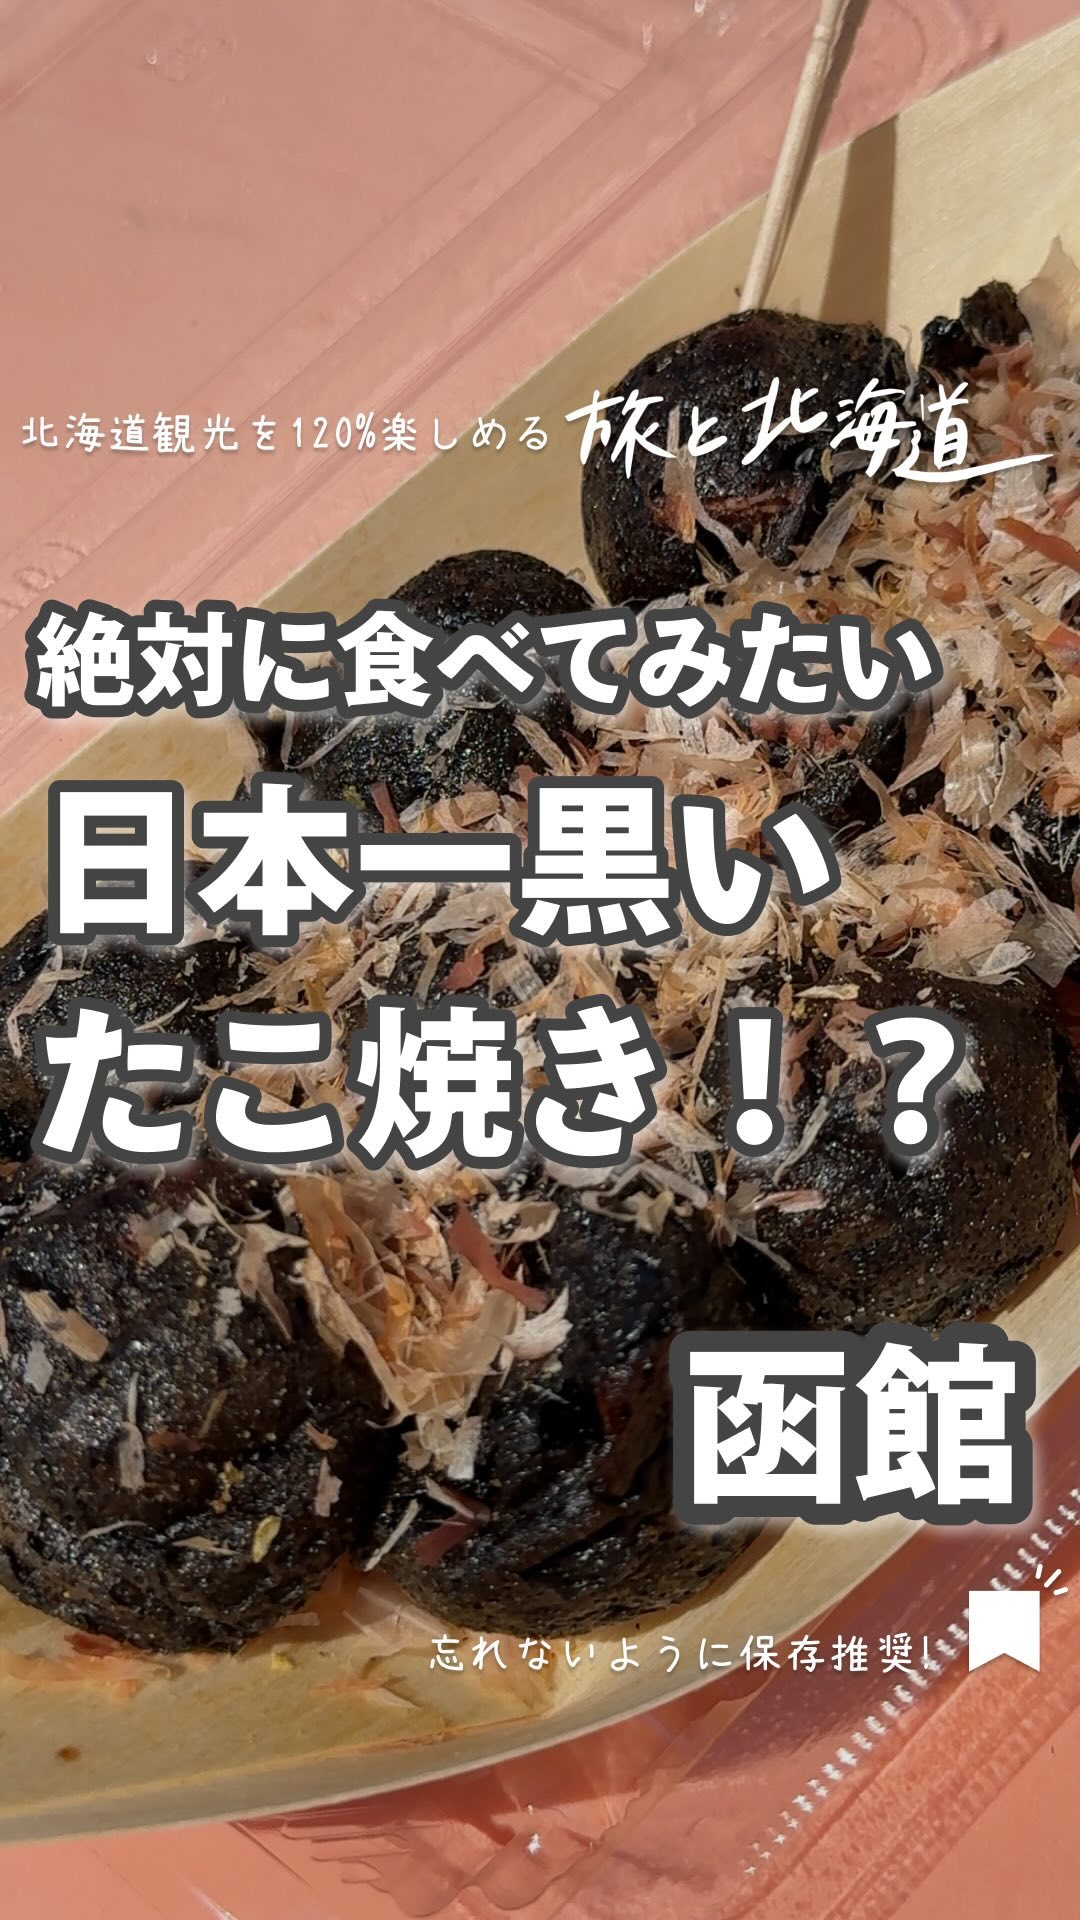 北海道観光を120%楽しめる 旅と北海道
絶対に食べてみたい
日本一黒い
たこ焼き！？
函館
忘れないように保存推奨!